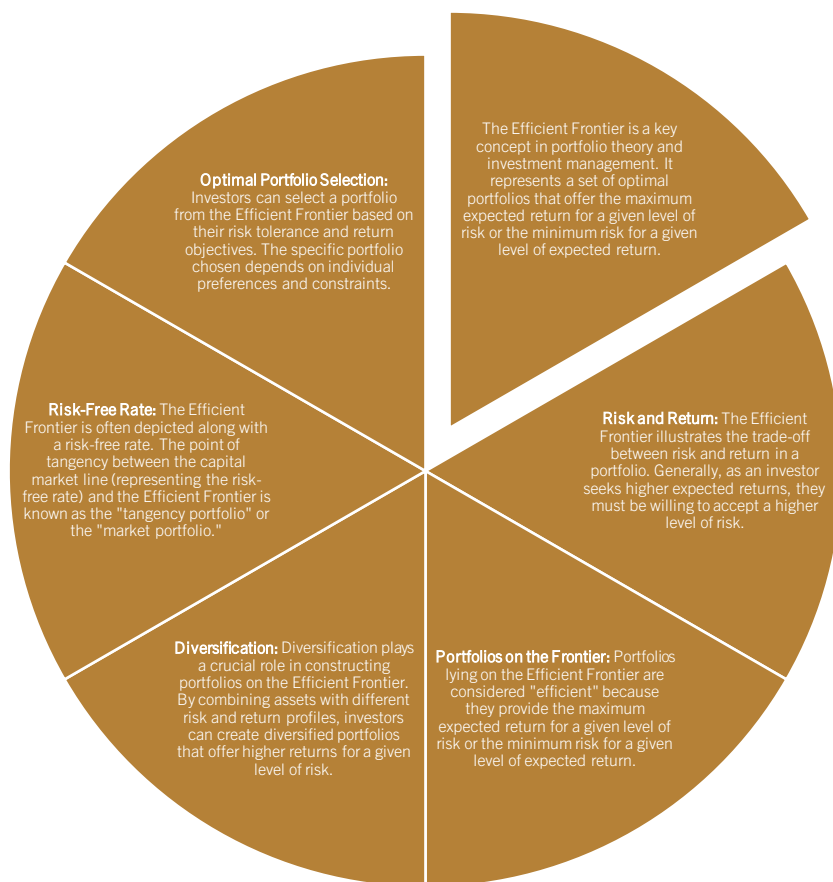 The Efficient Frontier is a key
concept in portfolio theory and
investment management. It
represents a set of optimal
portfolios that offer the maximum
expected return for a given level of
risk or the minimum risk for a given
level of expected return.
Risk and Return: The Efficient
Frontier illustrates the trade-off
between risk and return in a
portfolio. Generally, as an investor
seeks higher expected returns, they
must be willing to accept a higher
level of risk.
Portfolios on the Frontier: Portfolios
lying on the Efficient Frontier are
considered "efficient" because
they provide the maximum
expected return for a given level of
risk or the minimum risk for a given
level of expected return.
Diversification: Diversification plays
a crucial role in constructing
portfolios on the Efficient Frontier.
By combining assets with different
risk and return profiles, investors
can create diversified portfolios
that offer higher returns for a given
level of risk.
Risk-Free Rate: The Efficient
Frontier is often depicted along with
a risk-free rate. The point of
tangency between the capital
market line (representing the risk-
free rate) and the Efficient Frontier is
known as the "tangency portfolio" or
the "market portfolio."
Optimal Portfolio Selection:
Investors can select a portfolio
from the Efficient Frontier based on
their risk tolerance and return
objectives. The specific portfolio
chosen depends on individual
preferences and constraints.